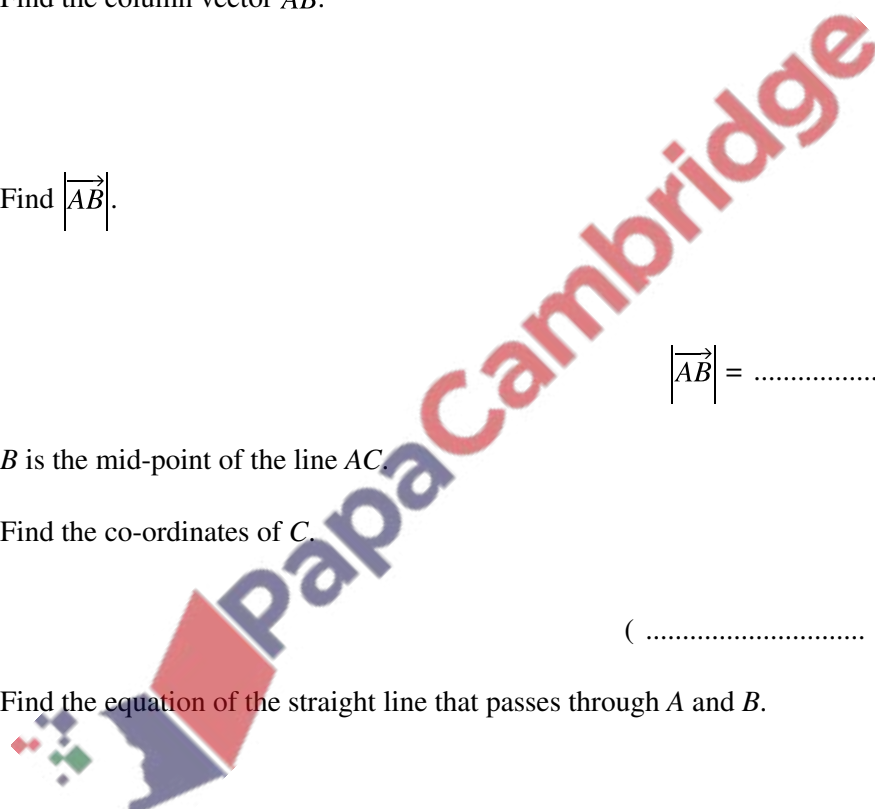 Find the column vector AB.
Find |AB|.
|AB| = .................
B is the mid-point of the line AC.
Find the co-ordinates of C.
( ..............................
Find the equation of the straight line that passes through A and B.
PapaCambridge